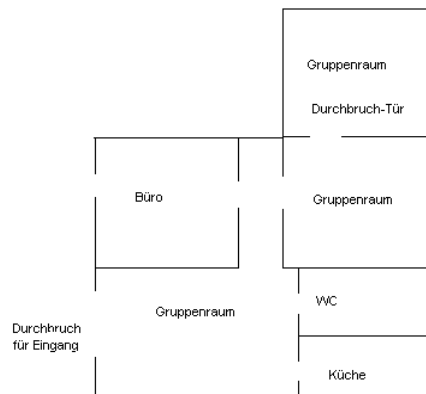 Gruppenraum
Durchbruch-Tür
Büro
Gruppenraum
WC
Gruppenraum
Durchbruch
für Eingang
Küche